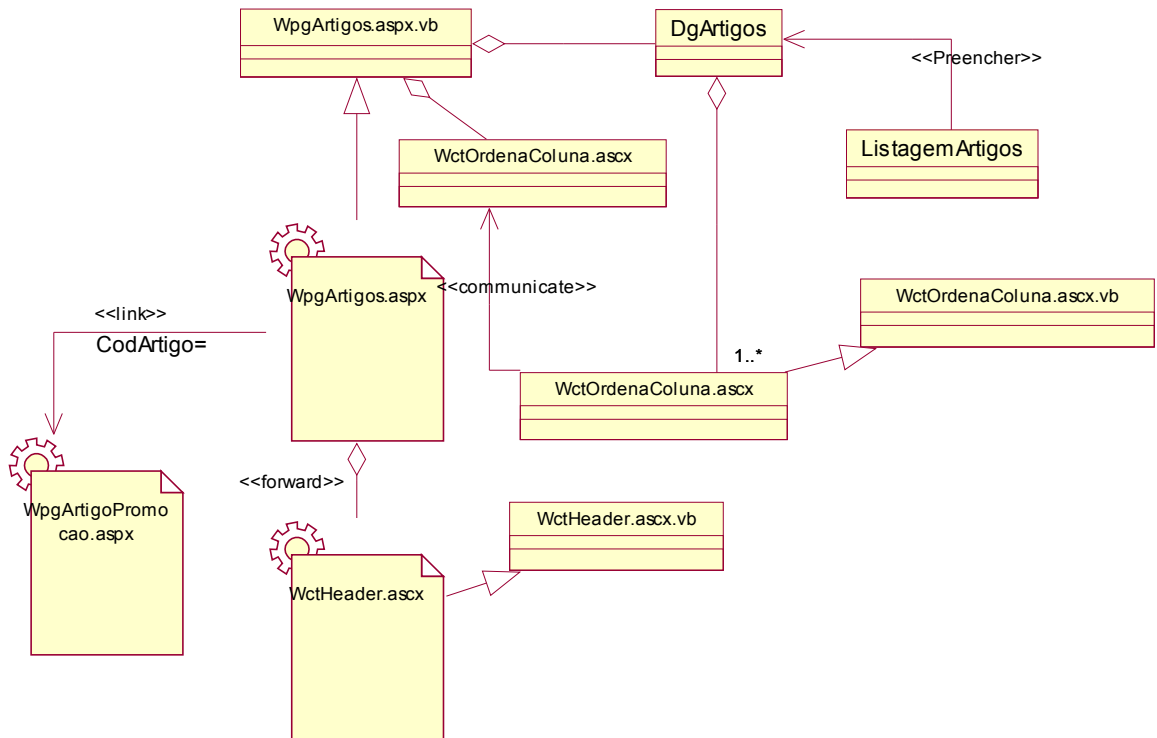 WpgArtigos.aspx.vb
DgArtigos
<<Preencher>>
WctOrdenaColuna.ascx
ListagemArtigos
WpgArtigos.aspx
<<communicate>>
WctOrdenaColuna.ascx.vb
<<link>>
CodArtigo=
1..*
WctOrdenaColuna.ascx
<<forward>>
WpgArtigoPromo
cao.aspx
WctHeader.ascx.vb
WctHeader.ascx